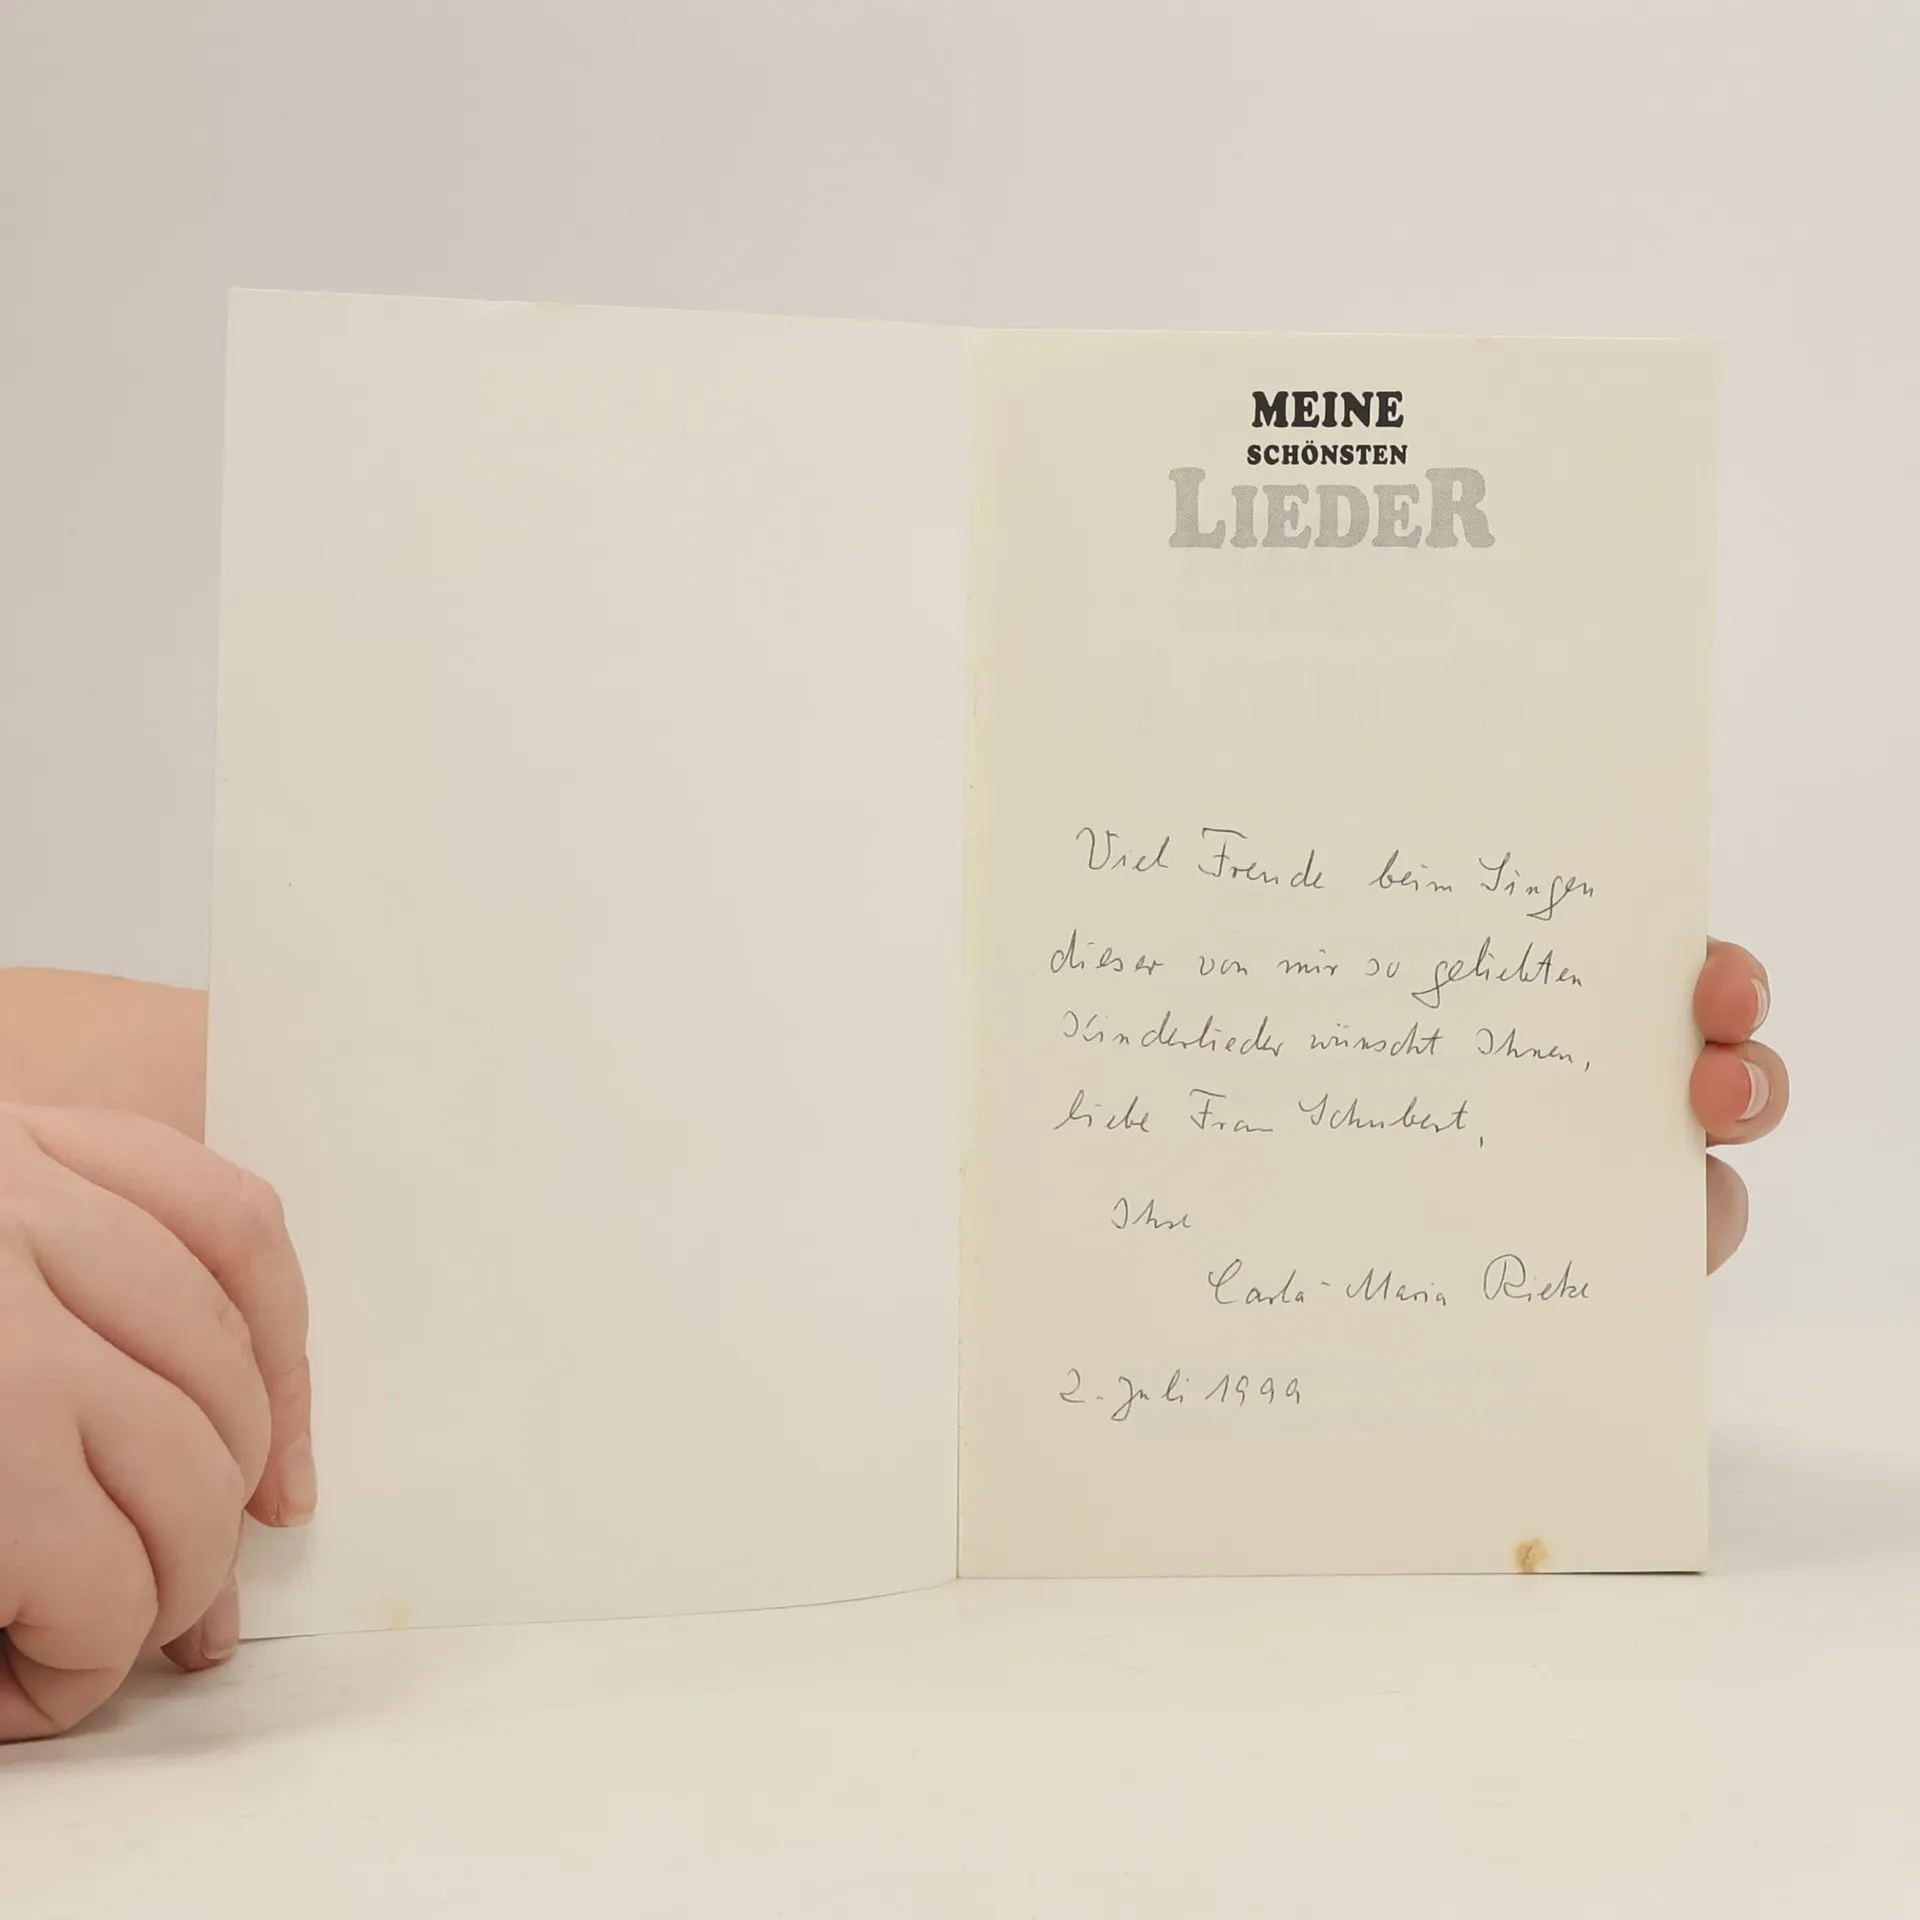 MEINE
SCHÖNSTEN
LIEDER
Viel Freude beim Singen
dieser von mir so geliebten
Kinderlieder wünscht Ihnen,
liebe Frau Schubert,
Ihre
Carla-Maria Rieke
2. Juli 1999